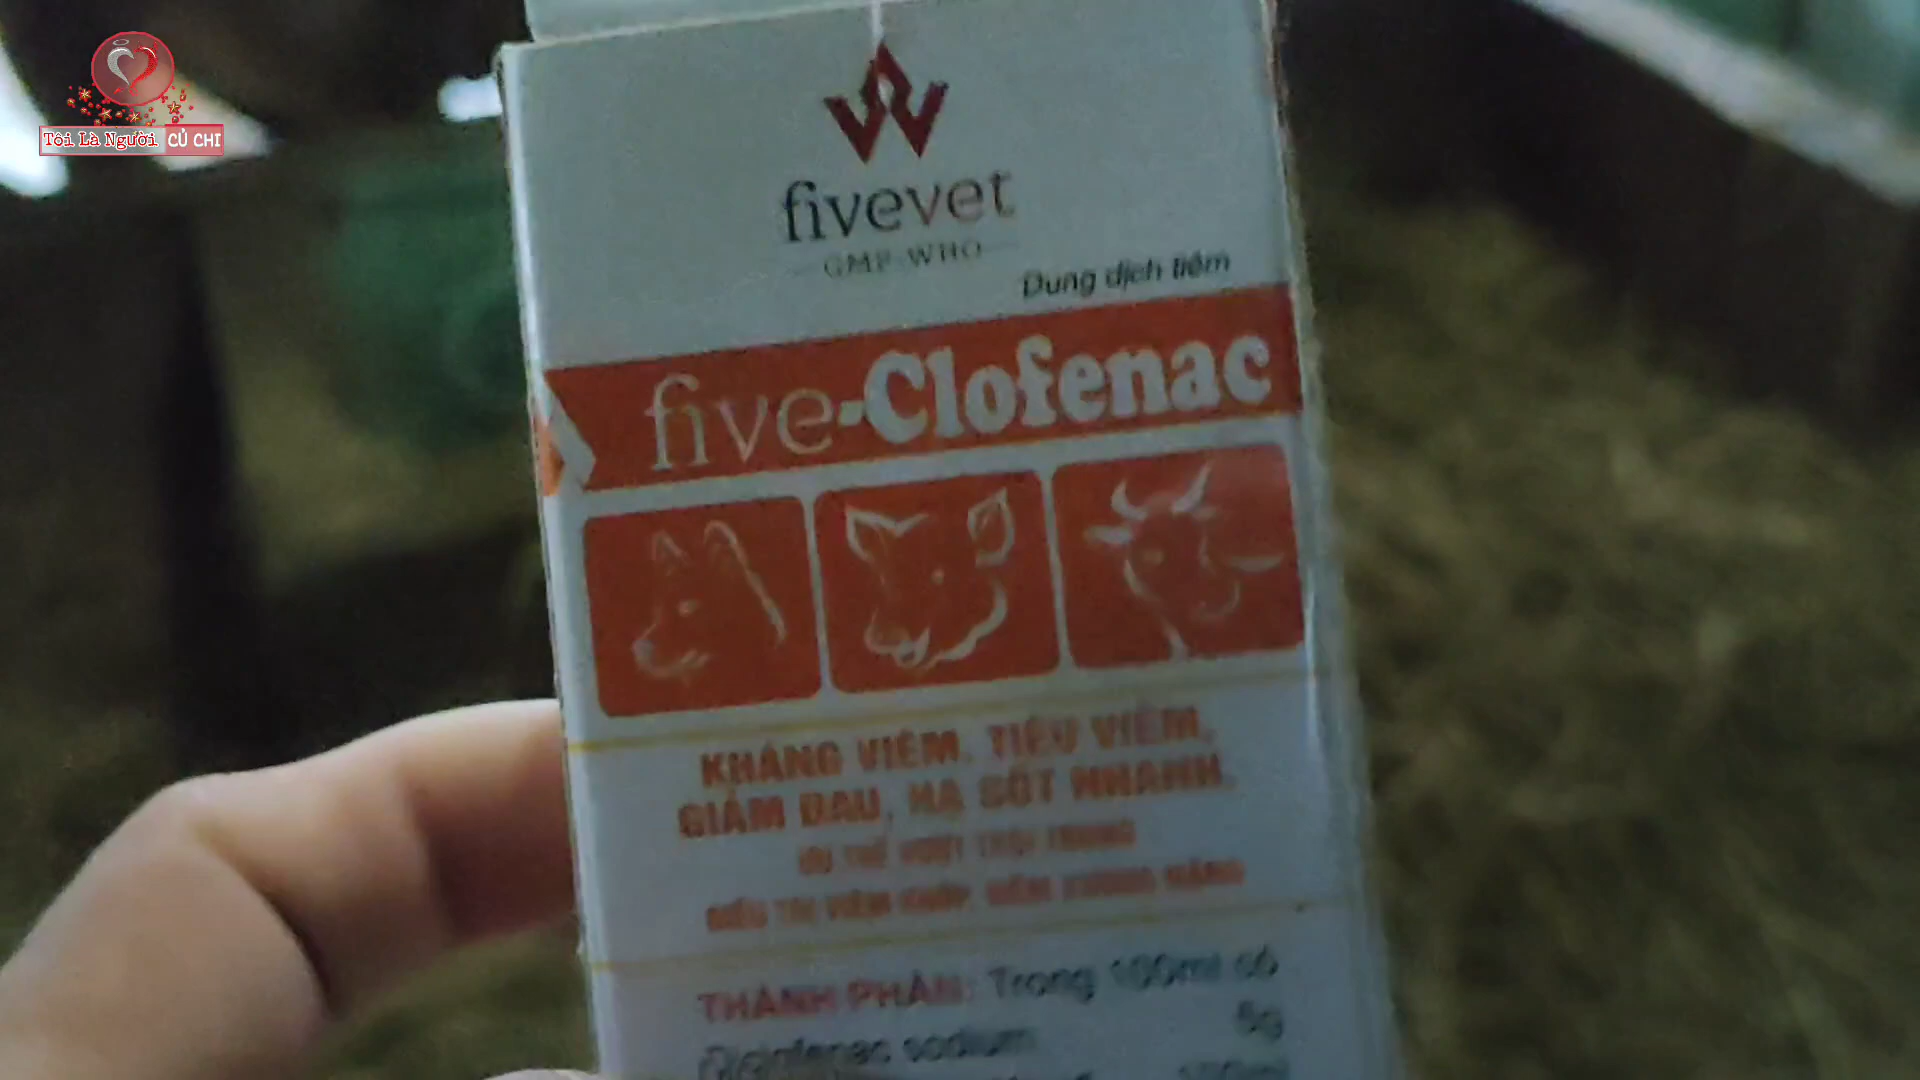 Tôi Là Người CỦ CHI
fivevet
GMP-WHO
Dung dịch tiêm
five-Clofenac
KHÁNG VIÊM, TIÊU VIÊM,
GIẢM ĐAU, HẠ SỐT NHANH.
THÀNH PHẦN: Trong 100ml có
Diclofenac sodium 5g
100ml